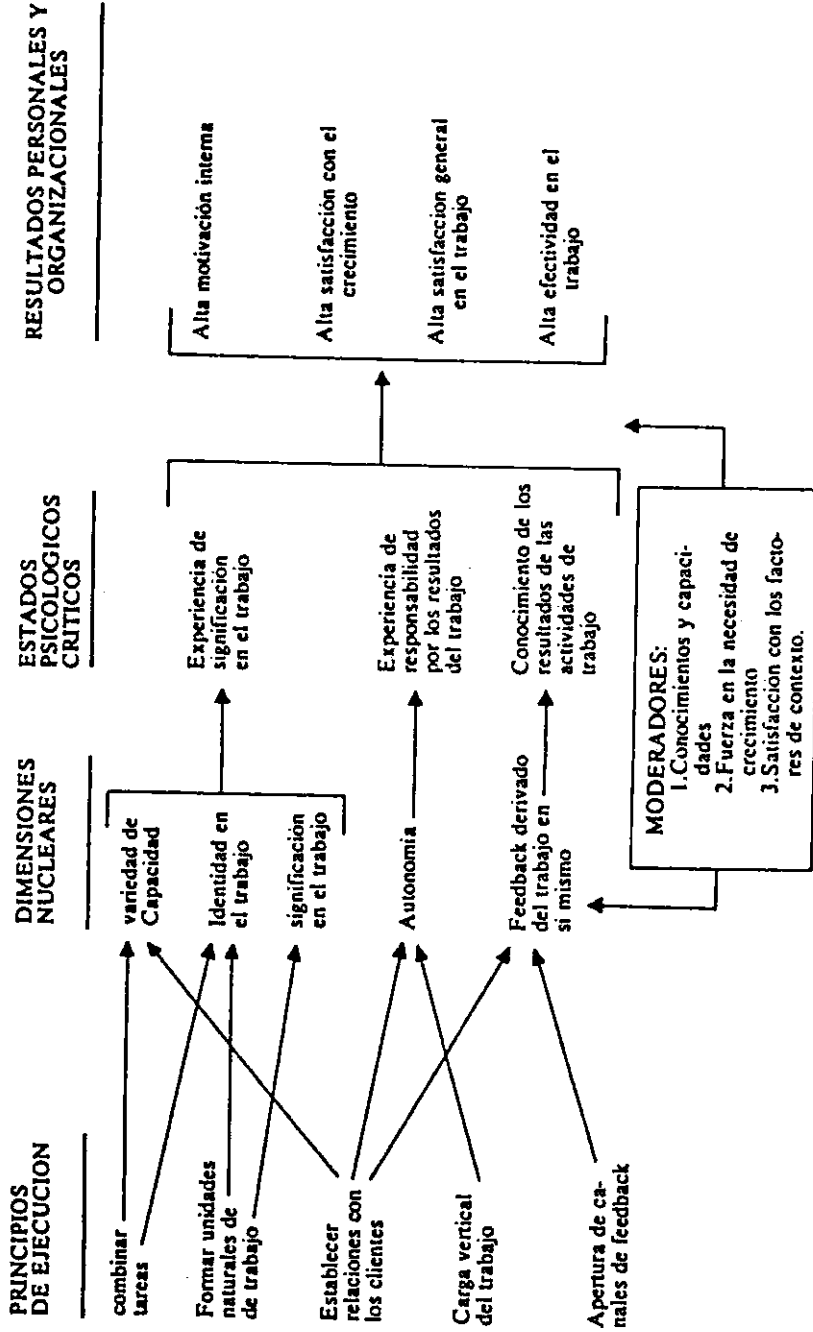 PRINCIPIOS
DE EJECUCION
combinar
tareas
Formar unidades
naturales de
de trabajo
Establecer
relaciones con
los clientes
Carga vertical
del trabajo
Apertura de ca-
nales de feedback
DIMENSIONES
NUCLEARES
variedad de
Capacidad
Identidad en
el trabajo
significación
en el trabajo
Autonomia
Feedback derivado
del trabajo en
si mismo
ESTADOS
PSICOLOGICOS
CRITICOS
Experiencia de
significación
en el trabajo
Experiencia de
responsabilidad
por los resultados
del trabajo
Conocimiento de los
resultados de las
actividades de
trabajo
RESULTADOS PERSONALES Y
ORGANIZACIONALES
Alta motivación interna
Alta satisfacción con el
crecimiento
Alta satisfaccion general
en el trabajo
Alta efectividad en el
trabajo
MODERADORES:
1.Conocimientos y capaci-
dades
2.Fuerza en la necesidad de
crecimiento
3.Satisfaccion con los facto-
res de contexto.